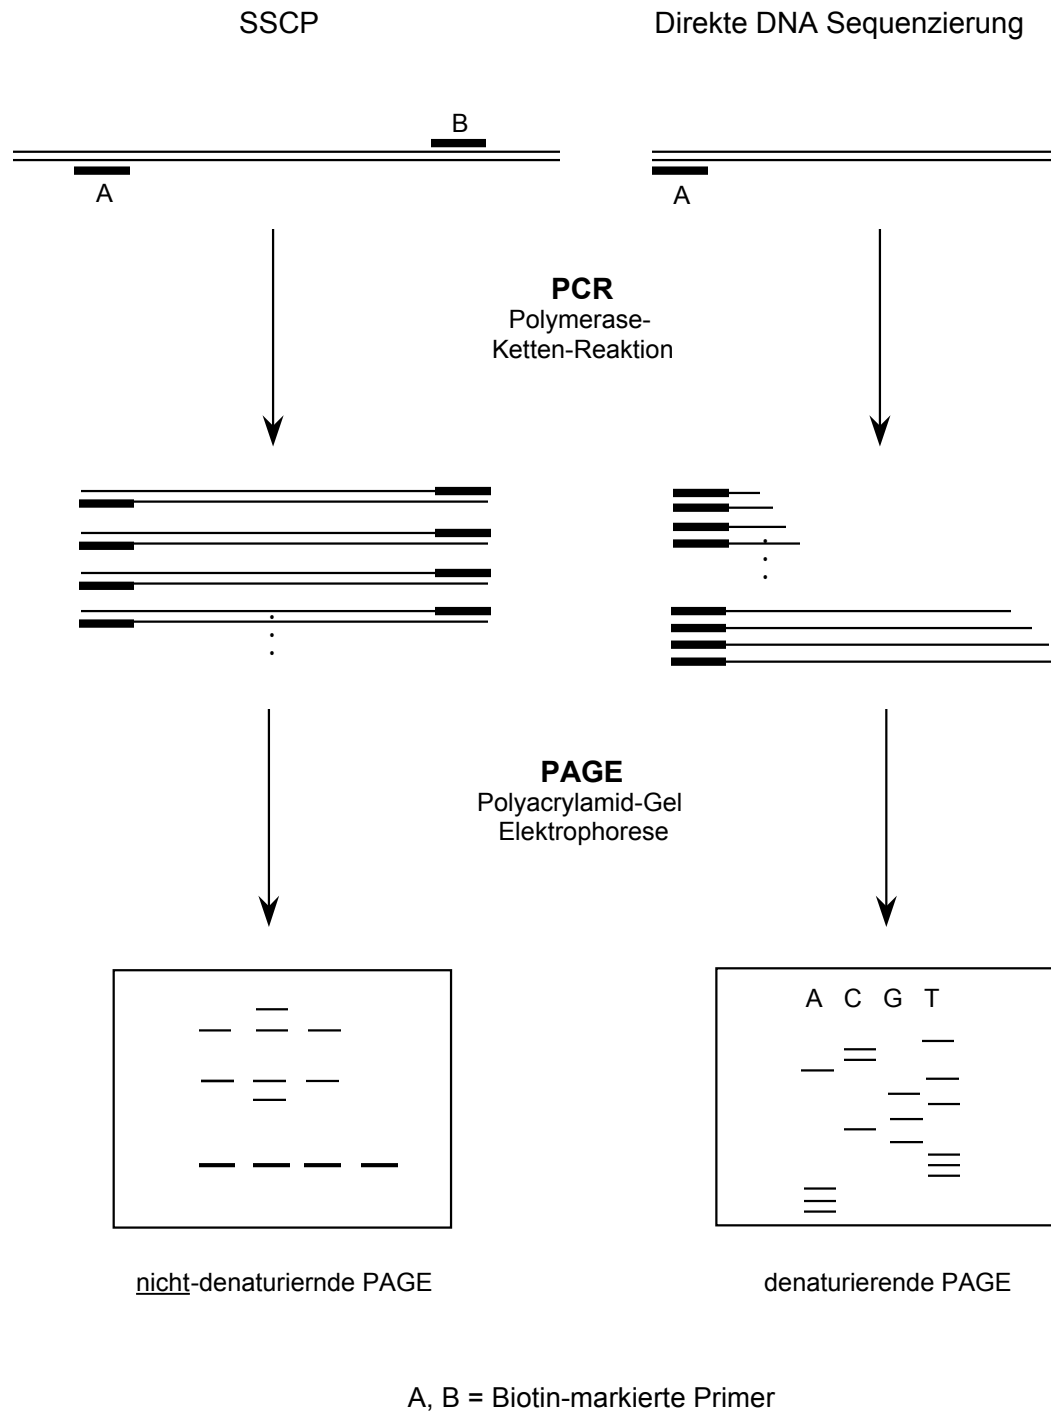 SSCP
Direkte DNA Sequenzierung
B
A
A
PCR
Polymerase-
Ketten-Reaktion
PAGE
Polyacrylamid-Gel
Elektrophorese
A C G T
nicht-denaturiernde PAGE
denaturierende PAGE
A, B = Biotin-markierte Primer